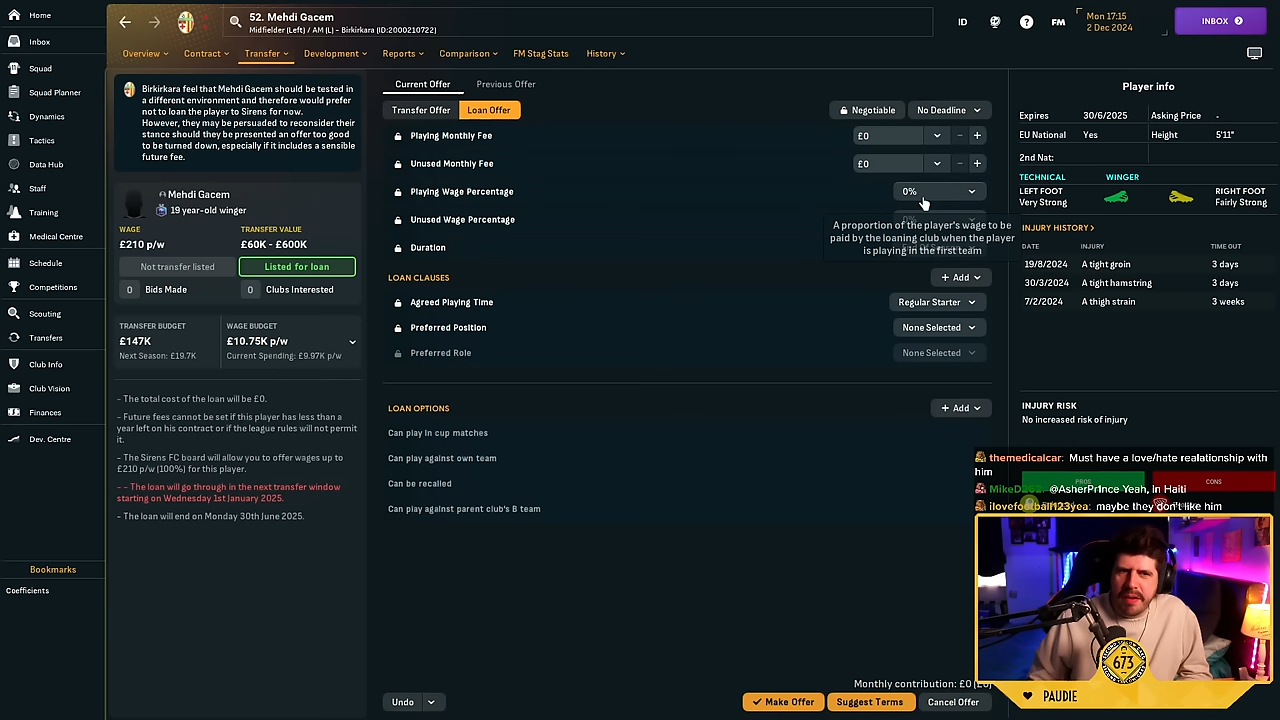 Home
Inbox
Squad
Squad Planner
Dynamics
Tactics
Data Hub
Staff
Training
Medical Centre
Schedule
Competitions
Scouting
Transfers
Club Info
Club Vision
Finances
Dev. Centre
Bookmarks
Coefficients
52. Mehdi Gacem
Midfielder (Left) / AM (L) - Birkirkara [ID:2000210722]
ID
FM
Mon 17:15
2 Dec 2024
INBOX
Overview
Contract
Transfer
Development
Reports
Comparison
FM Stag Stats
History
Birkirkara feel that Mehdi Gacem should be tested in
a different environment and therefore would prefer
not to loan the player to Sirens for now.
However, they may be persuaded to reconsider their
stance should they be presented an offer too good
to be turned down, especially if it includes a sensible
future fee.
Mehdi Gacem
19 year-old winger
WAGE
TRANSFER VALUE
£210 p/w
£60K - £600K
Not transfer listed
Listed for loan
0 Bids Made
0 Clubs Interested
TRANSFER BUDGET
WAGE BUDGET
£147K
£10.75K p/w
Next Season: £19.7K
Current Spending: £9.97K p/w
- The total cost of the loan will be £0.
- Future fees cannot be set if this player has less than a
year left on his contract or if the league rules will not permit
it.
- The Sirens FC board will allow you to offer wages up to
£210 p/w (100%) for this player.
- - The loan will go through in the next transfer window
starting on Wednesday 1st January 2025.
- The loan will end on Monday 30th June 2025.
Current Offer
Previous Offer
Transfer Offer
Loan Offer
Negotiable
No Deadline
Playing Monthly Fee
£0
Unused Monthly Fee
£0
Playing Wage Percentage
0%
Unused Wage Percentage
A proportion of the player's wage to be
paid by the loaning club when the player
is playing in the first team
Duration
LOAN CLAUSES
+ Add
Agreed Playing Time
Regular Starter
Preferred Position
None Selected
Preferred Role
None Selected
LOAN OPTIONS
+ Add
Can play in cup matches
Can play against own team
Can be recalled
Can play against parent club's B team
Monthly contribution: £0
Undo
Make Offer
Suggest Terms
Cancel Offer
Player info
Expires
30/6/2025
Asking Price
-
EU National
Yes
Height
5'11"
2nd Nat:
TECHNICAL
WINGER
LEFT FOOT
Very Strong
RIGHT FOOT
Fairly Strong
INJURY HISTORY >
DATE
INJURY
TIME OUT
19/8/2024
A tight groin
3 days
30/3/2024
A tight hamstring
3 days
7/2/2024
A thigh strain
3 weeks
INJURY RISK
No increased risk of injury
themedicalcar: Must have a love/hate realationship with
him
PROS
CONS
MikeD262: @AsherPr1nce Yeah, In Haiti
ilovefootball123yea: maybe they don't like him
673
PAUDIE